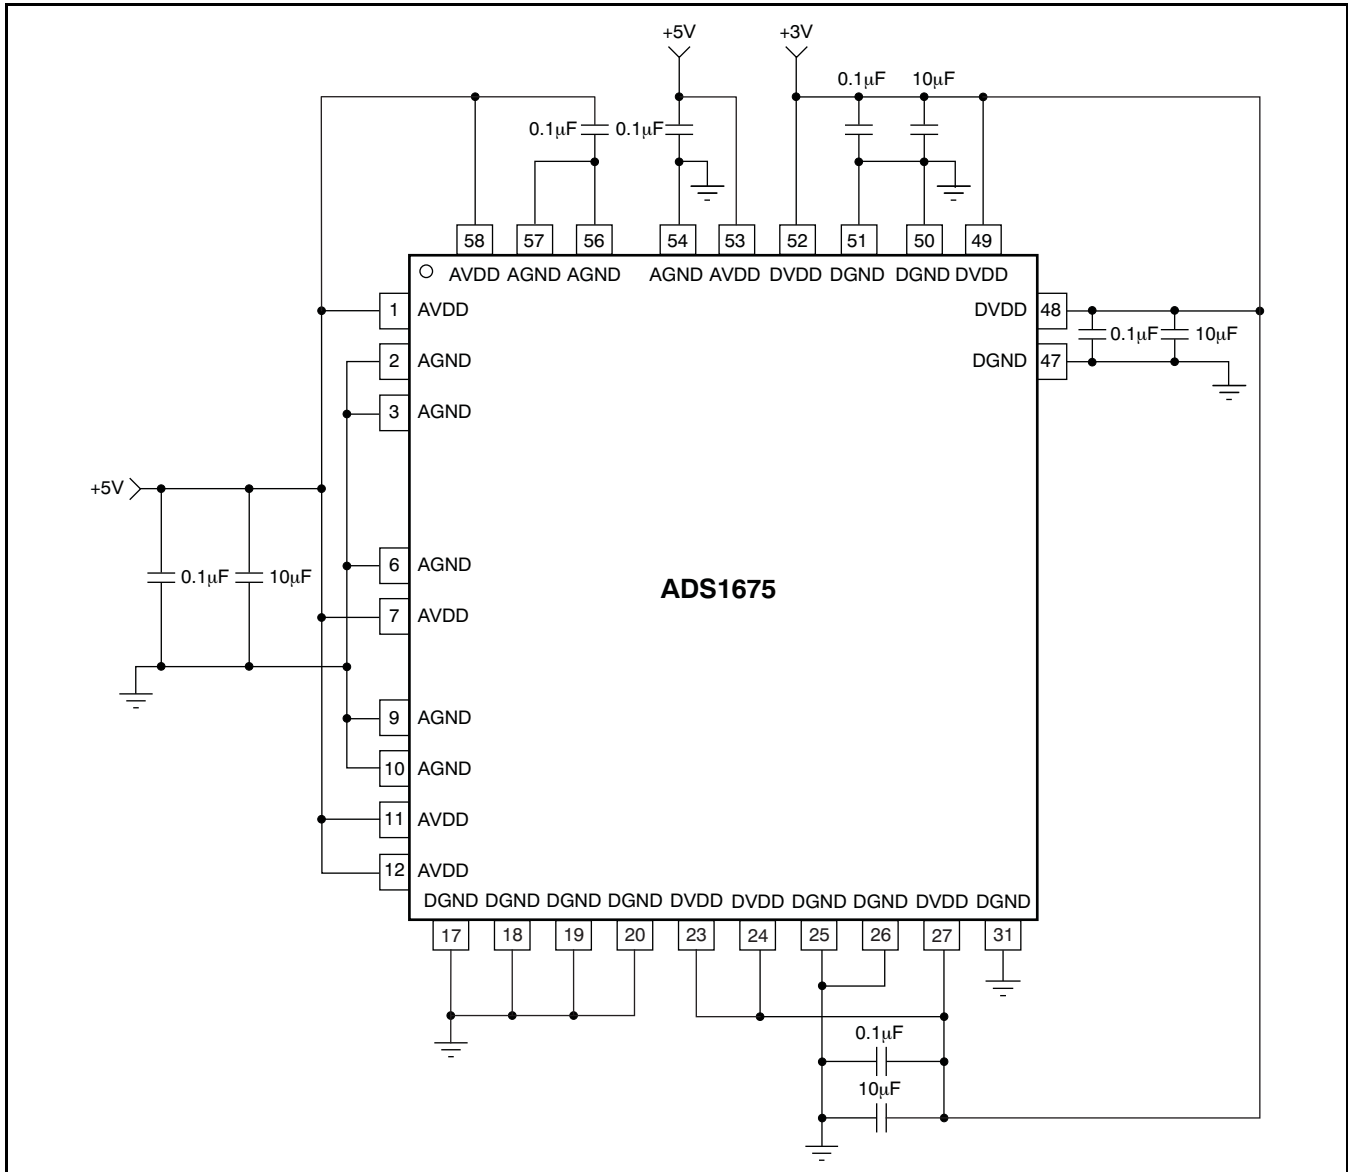 +5V +3V
0.1μF 10μF
0.1μF 0.1μF
58 57 56 54 53 52 51 50 49
AVDD AGND AGND AGND AVDD DVDD DGND DGND DVDD
1 AVDD DVDD 48
0.1μF 10μF
2 AGND DGND 47
3 AGND
+5V
6 AGND
0.1μF 10μF
ADS1675
7 AVDD
9 AGND
10 AGND
11 AVDD
12 AVDD
DGND DGND DGND DGND DVDD DVDD DGND DGND DVDD DGND
17 18 19 20 23 24 25 26 27 31
0.1μF
10μF